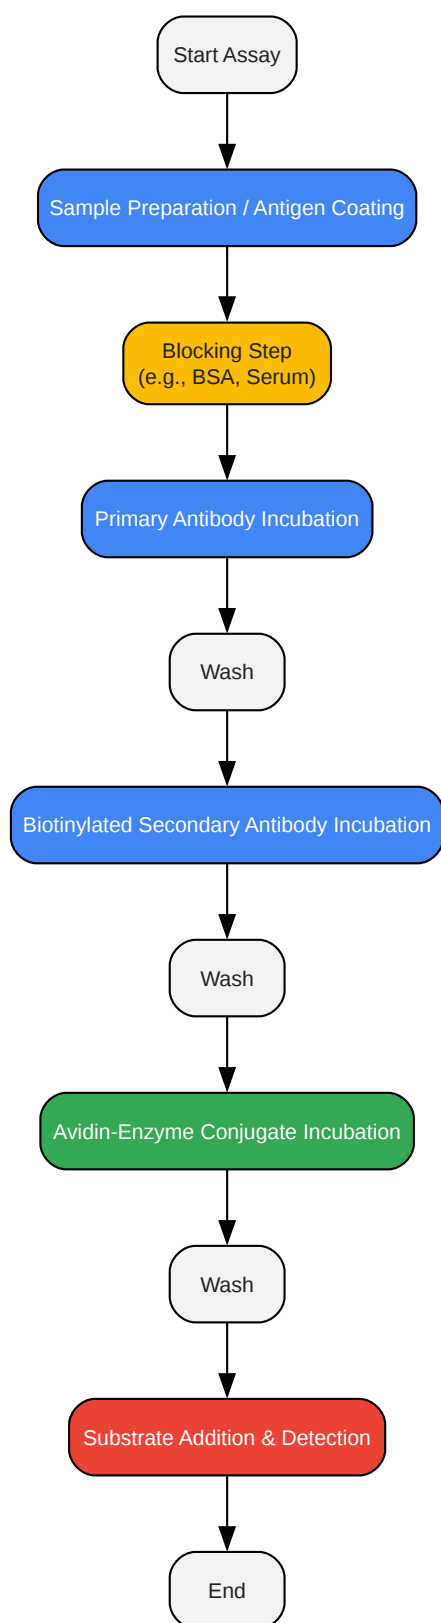 Start Assay
Sample Preparation / Antigen Coating
Blocking Step
(e.g., BSA, Serum)
Primary Antibody Incubation
Wash
Biotinylated Secondary Antibody Incubation
Wash
Avidin-Enzyme Conjugate Incubation
Wash
Substrate Addition & Detection
End